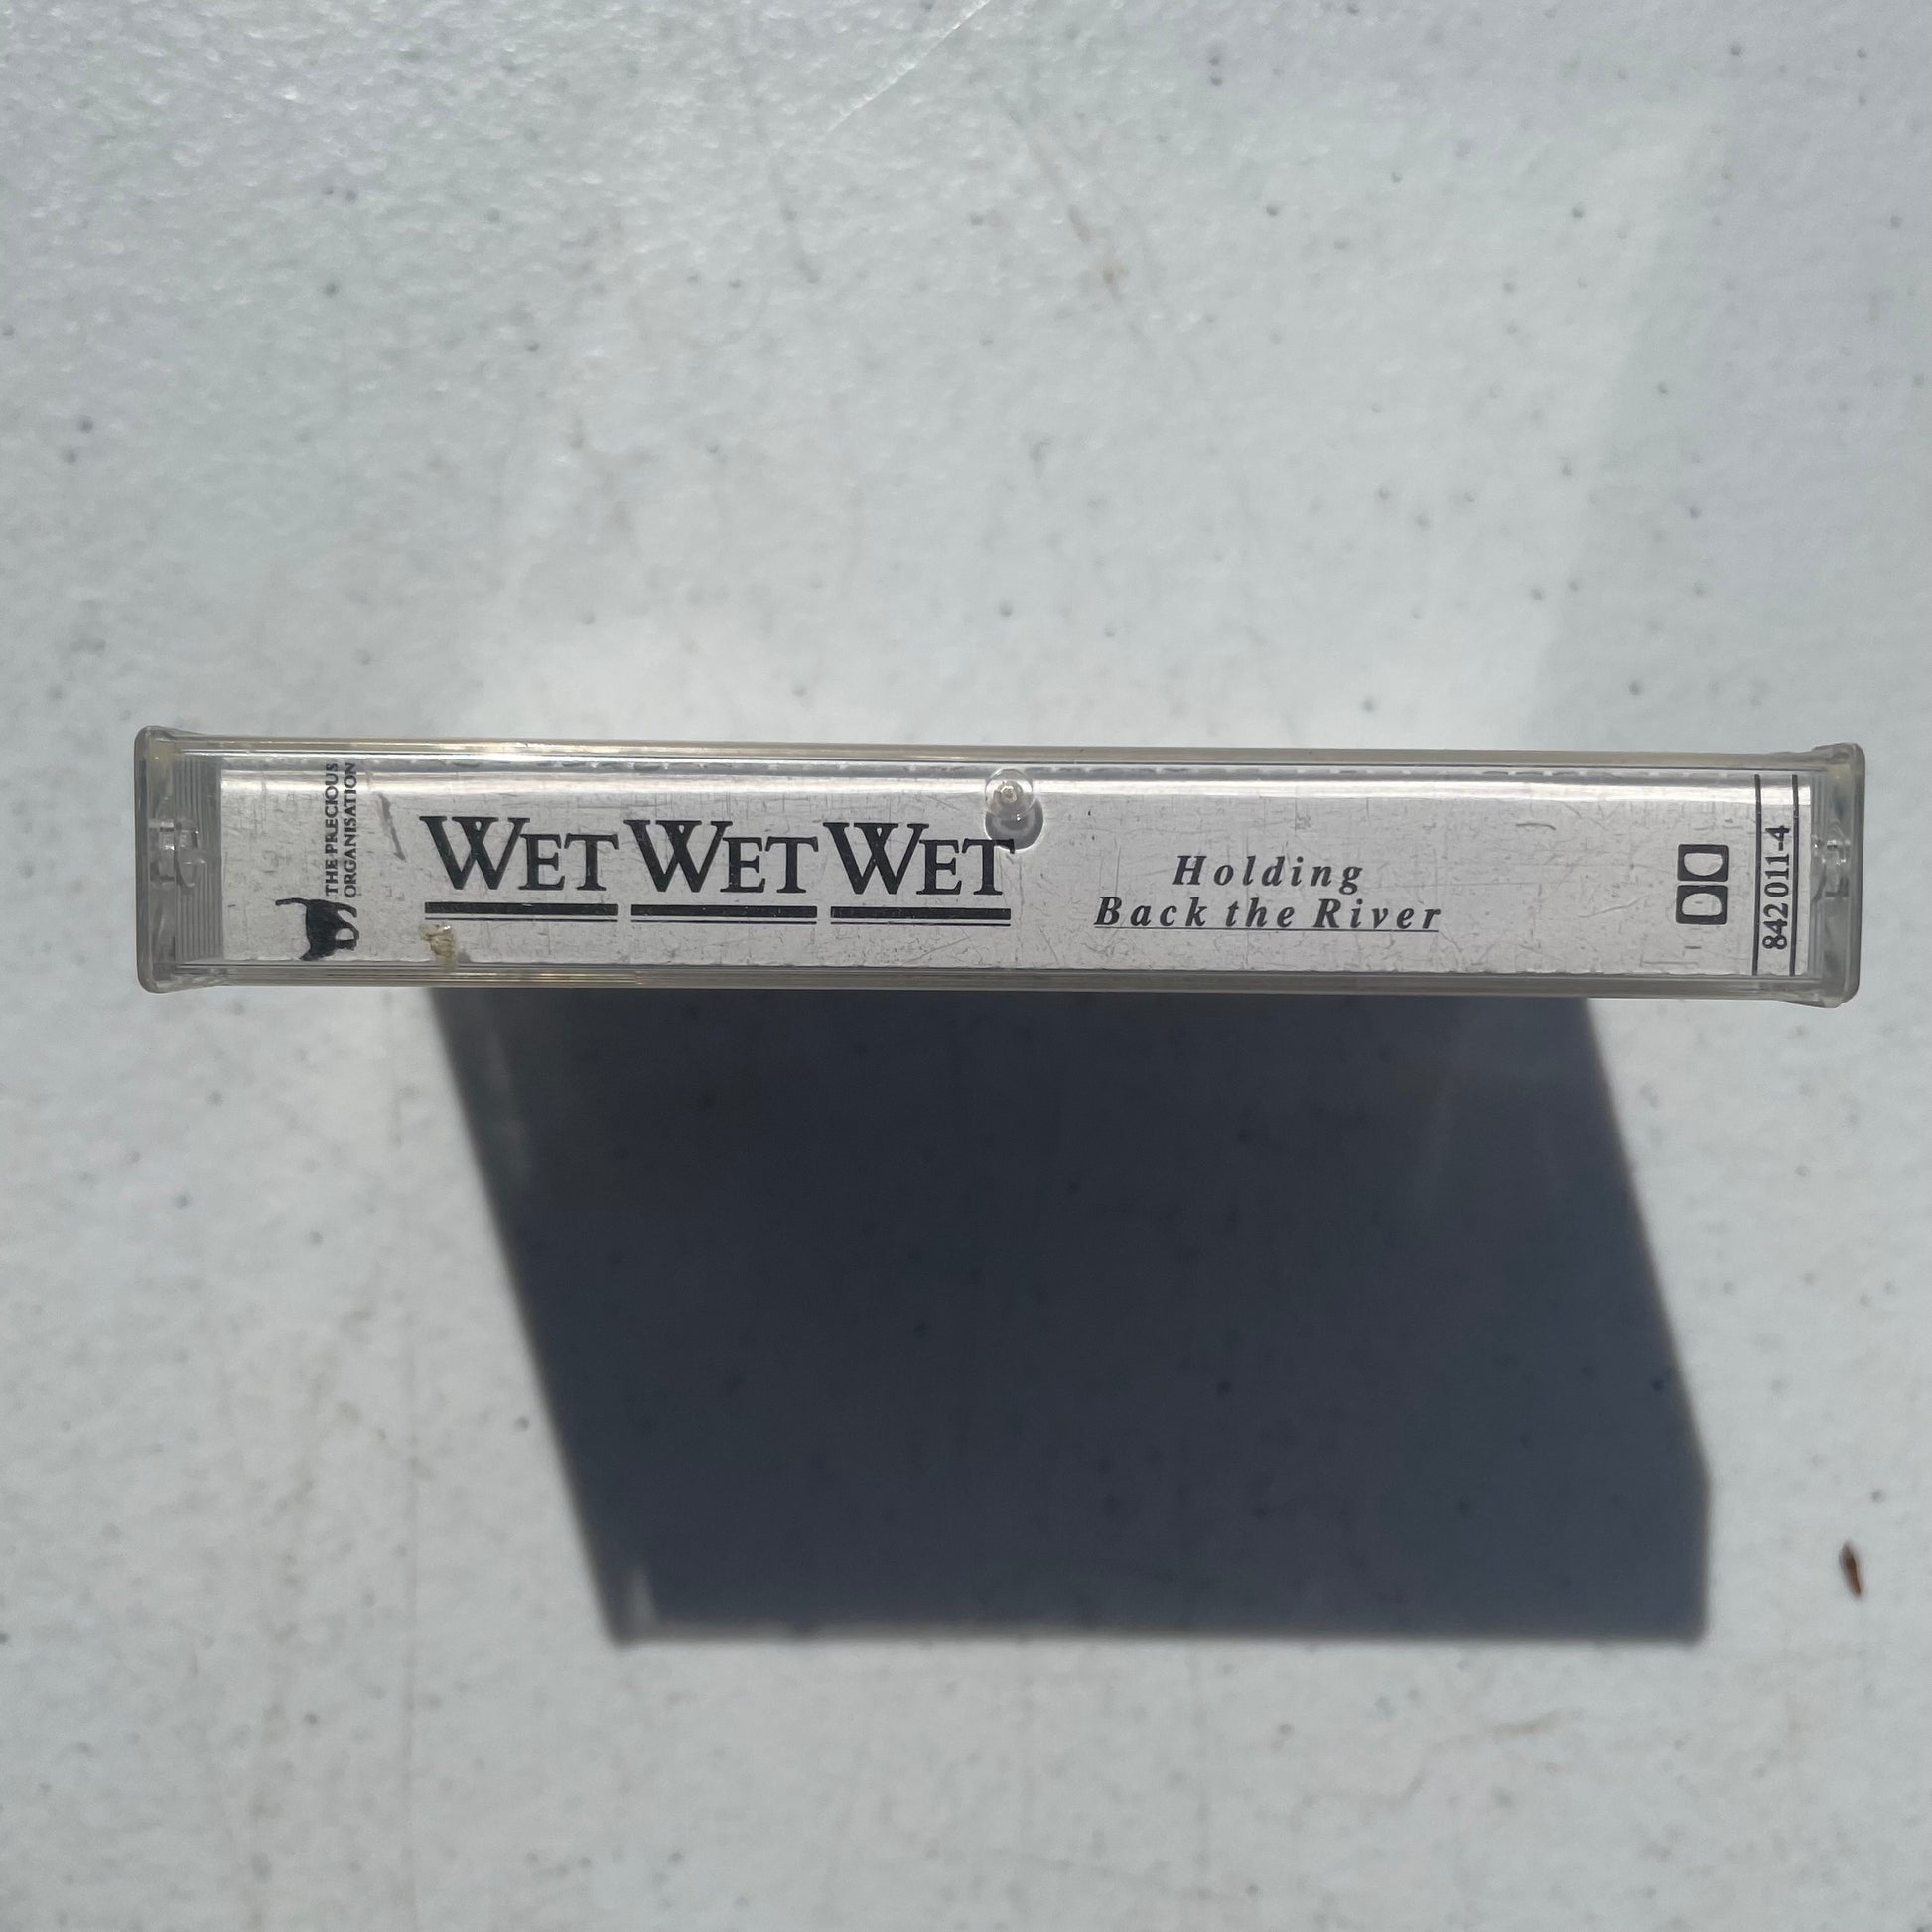 THE PRECIOUS
ORGANISATION
WET WET WET
Holding
Back the River
842 011-4